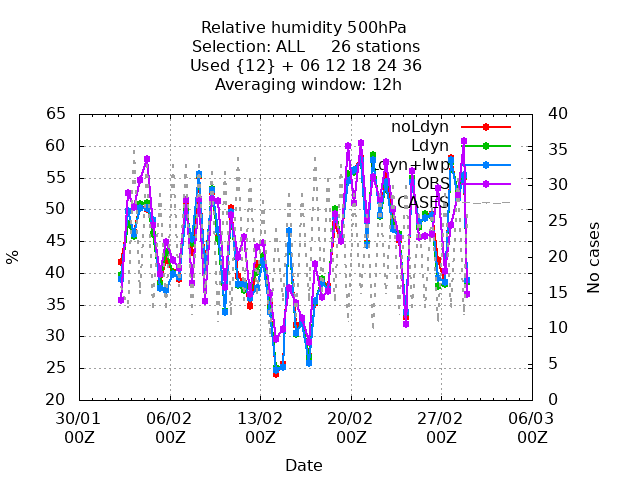 Relative humidity 500hPa
Selection: ALL 26 stations
Used {12} + 06 12 18 24 36
Averaging window: 12h
65
60
55
50
45
40
35
30
25
20
%
40
35
30
25
20
15
10
5
0
No cases
noLdyn
Ldyn
Ldyn+lwp
OBS
CASES
30/01 06/02 13/02 20/02 27/02 06/03
00Z 00Z 00Z 00Z 00Z 00Z
Date